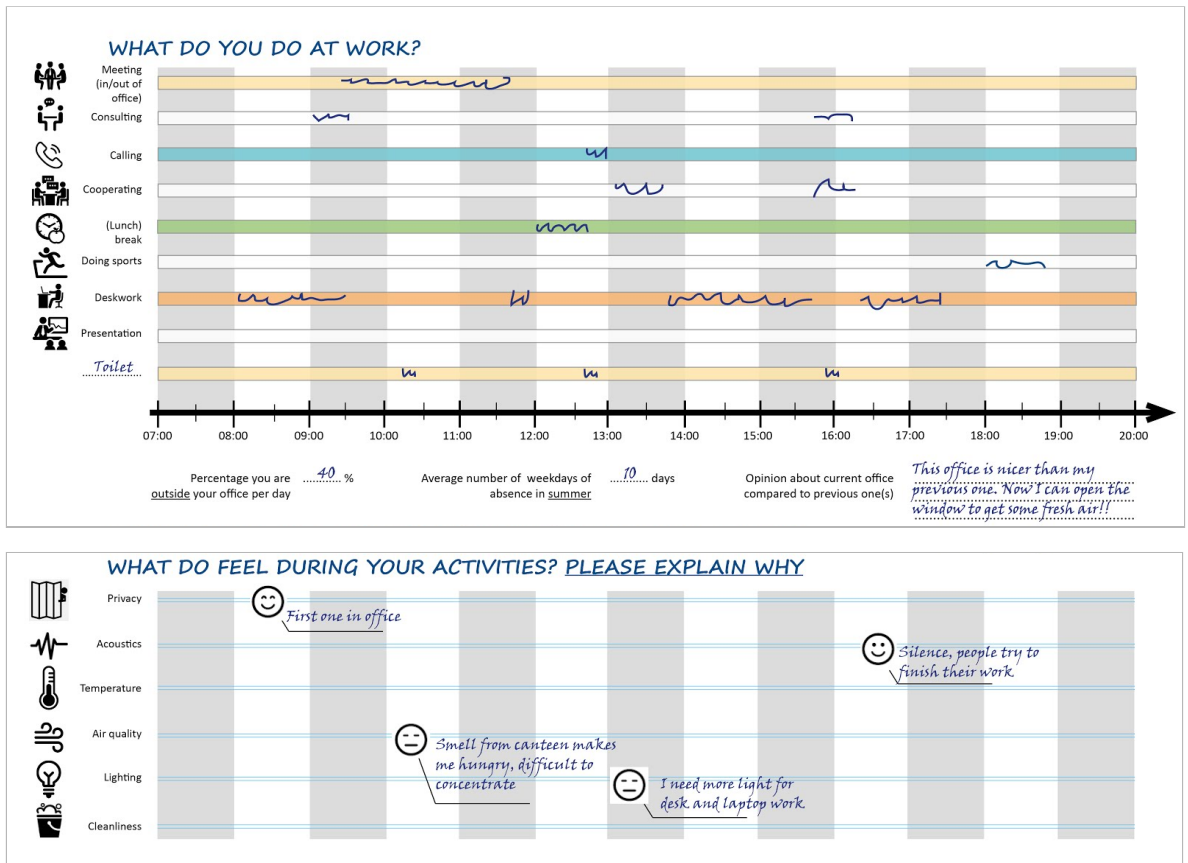 WHAT DO YOU DO AT WORK?
Meeting
(in/out of
office)
Consulting
Calling
Cooperating
(Lunch)
break
Doing sports
Deskwork
Presentation
Toilet
07:00 08:00 09:00 10:00 11:00 12:00 13:00 14:00 15:00 16:00 17:00 18:00 19:00 20:00
Percentage you are 40 %
outside your office per day
Average number of weekdays of 10 days
absence in summer
Opinion about current office
compared to previous one(s)
This office is nicer than my
previous one. Now I can open the
window to get some fresh air!!
WHAT DO FEEL DURING YOUR ACTIVITIES? PLEASE EXPLAIN WHY
Privacy
First one in office
Acoustics
Silence, people try to
finish their work
Temperature
Air quality
Smell from canteen makes
me hungry, difficult to
concentrate
Lighting
I need more light for
desk and laptop work
Cleanliness